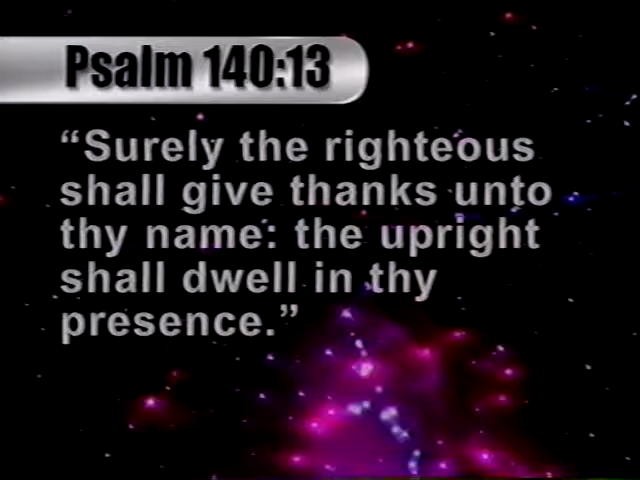 Psalm 140:13
“Surely the righteous
shall give thanks unto
thy name: the upright
shall dwell in thy
presence.”